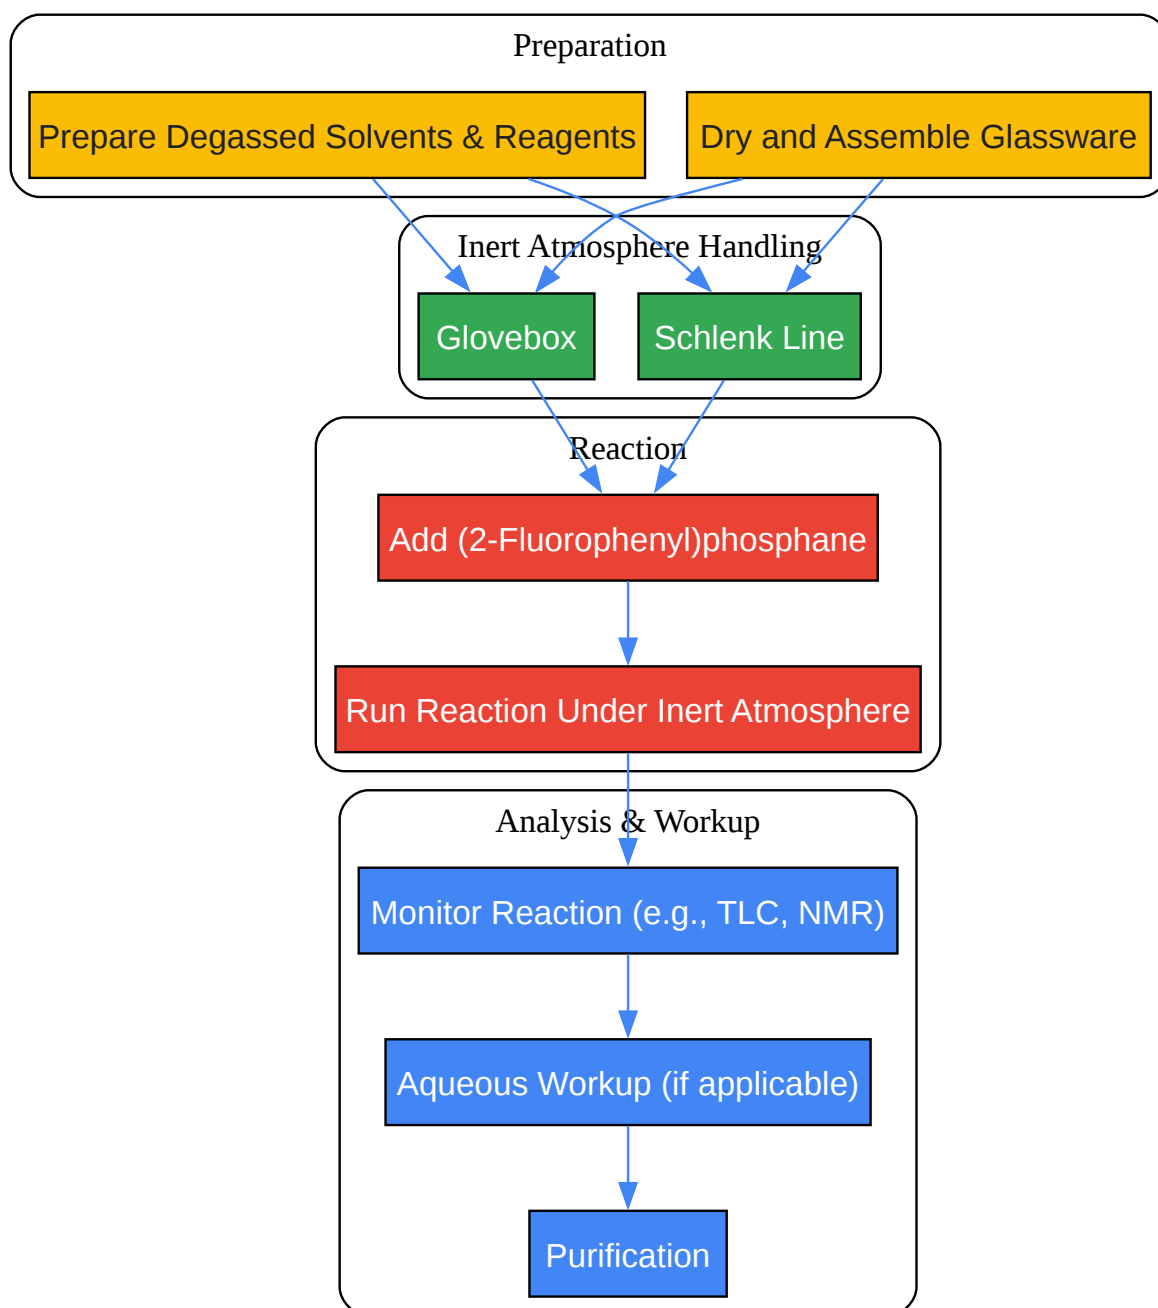 Preparation
Prepare Degassed Solvents & Reagents
Dry and Assemble Glassware
Inert Atmosphere Handling
Glovebox
Schlenk Line
Reaction
Add (2-Fluorophenyl)phosphane
Run Reaction Under Inert Atmosphere
Analysis & Workup
Monitor Reaction (e.g., TLC, NMR)
Aqueous Workup (if applicable)
Purification